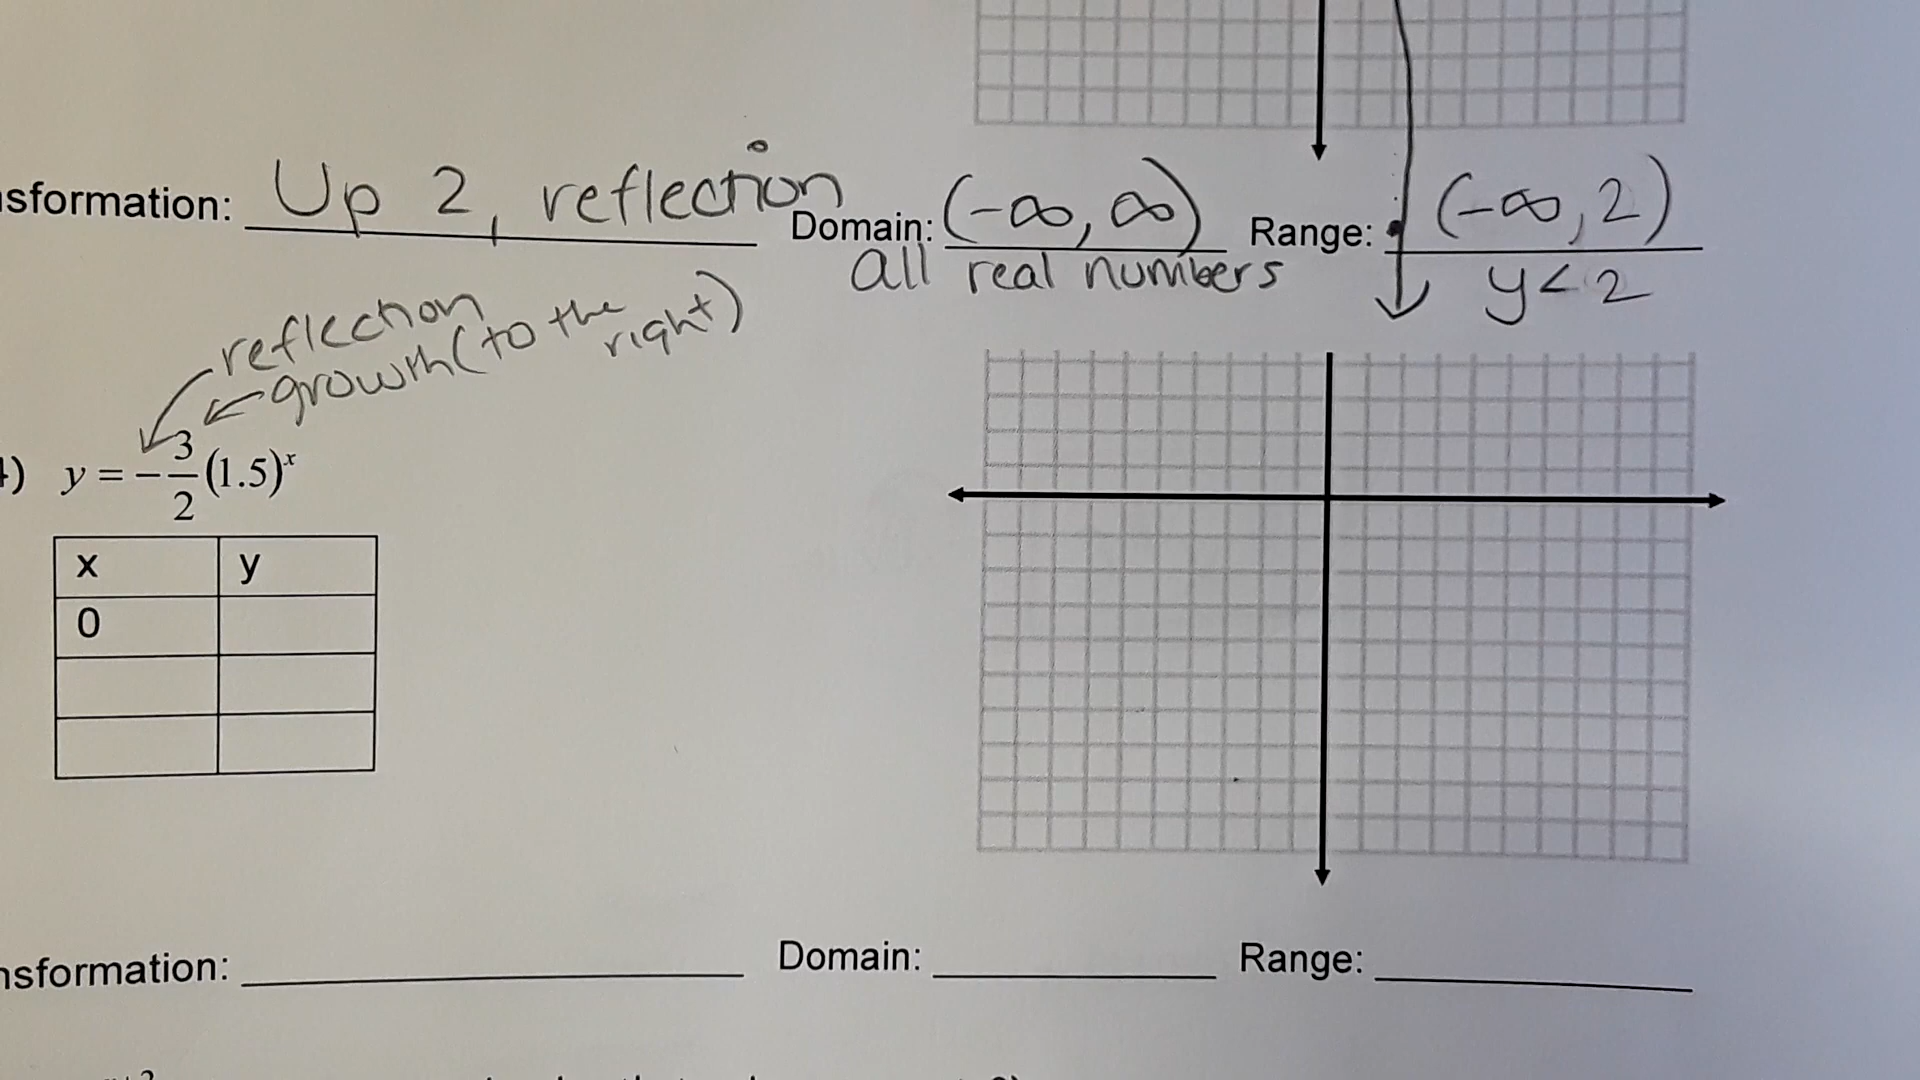 nsformation: Up 2, reflection Domain: (-∞, ∞) Range: (-∞, 2)
all real numbers y < 2
reflection
growth (to the right)
4) y = -3/2(1.5)^x
x y
0
nsformation: Domain: Range: